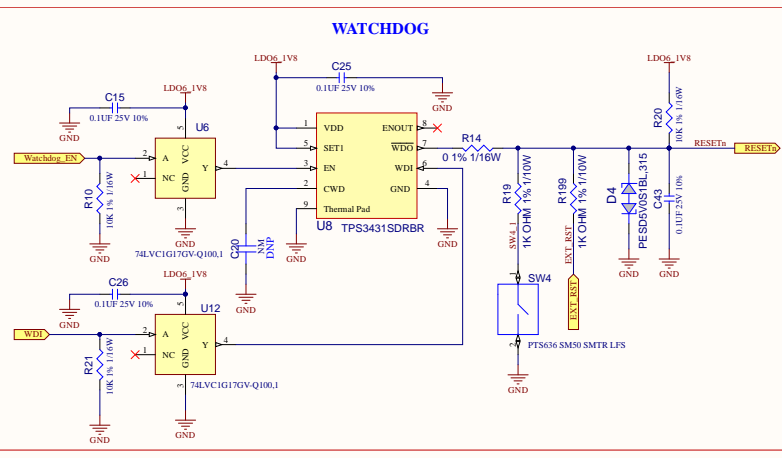 WATCHDOG
LDO6_1V8
C25
0.1UF 25V 10%
GND
LDO6_1V8
C15
0.1UF 25V 10%
GND
LDO6_1V8
U6
5
VCC
Watchdog_EN
2
A
Y
4
1
NC
GND
3
R10
10K 1% 1/16W
GND
GND
74LVC1G17GV-Q100,1
1
VDD
ENOUT
8
5
SET1
WDO
7
3
EN
WDI
6
2
CWD
GND
4
9
Thermal Pad
U8
TPS3431SDRBR
GND
GND
C20
NM
DNP
GND
R14
0 1% 1/16W
R19
1K OHM 1% 1/10W
SW4_1
R199
1K OHM 1% 1/10W
EXT_RST
EXT_RST
D4
PESD5V0S1BL,315
GND
R20
10K 1% 1/16W
RESETn
RESETn
C43
0.1UF 25V 10%
GND
1
SW4
2
PTS636 SM50 SMTR LFS
GND
C26
0.1UF 25V 10%
GND
LDO6_1V8
U12
5
VCC
WDI
2
A
Y
4
1
NC
GND
3
R21
10K 1% 1/16W
GND
GND
74LVC1G17GV-Q100,1